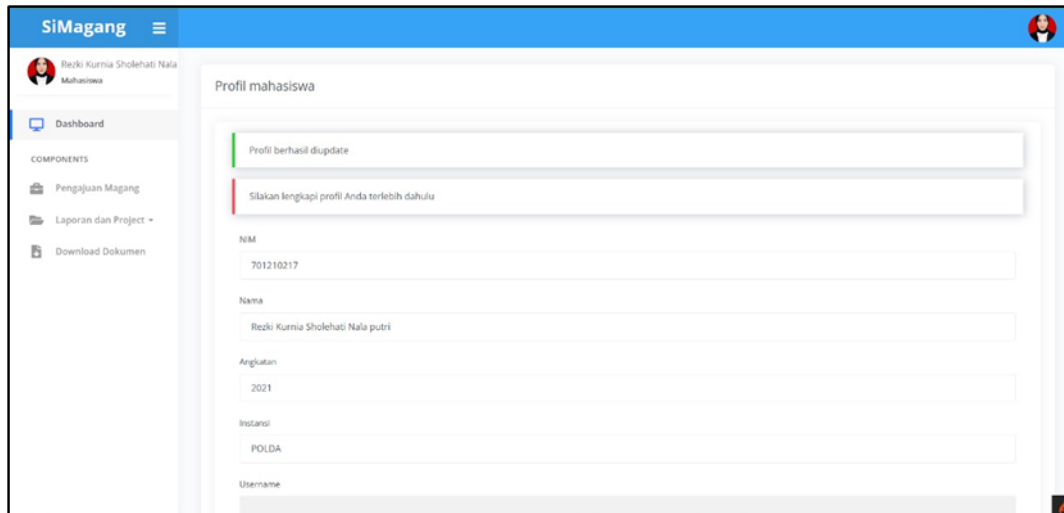 SiMagang
Rezki Kurnia Sholehati Nala
Mahasiswa
Dashboard
COMPONENTS
Pengajuan Magang
Laporan dan Project
Download Dokumen
Profil mahasiswa
Profil berhasil diupdate
Silakan lengkapi profil Anda terlebih dahulu
NIM
701210217
Nama
Rezki Kurnia Sholehati Nala putri
Angkatan
2021
Instansi
POLDA
Username